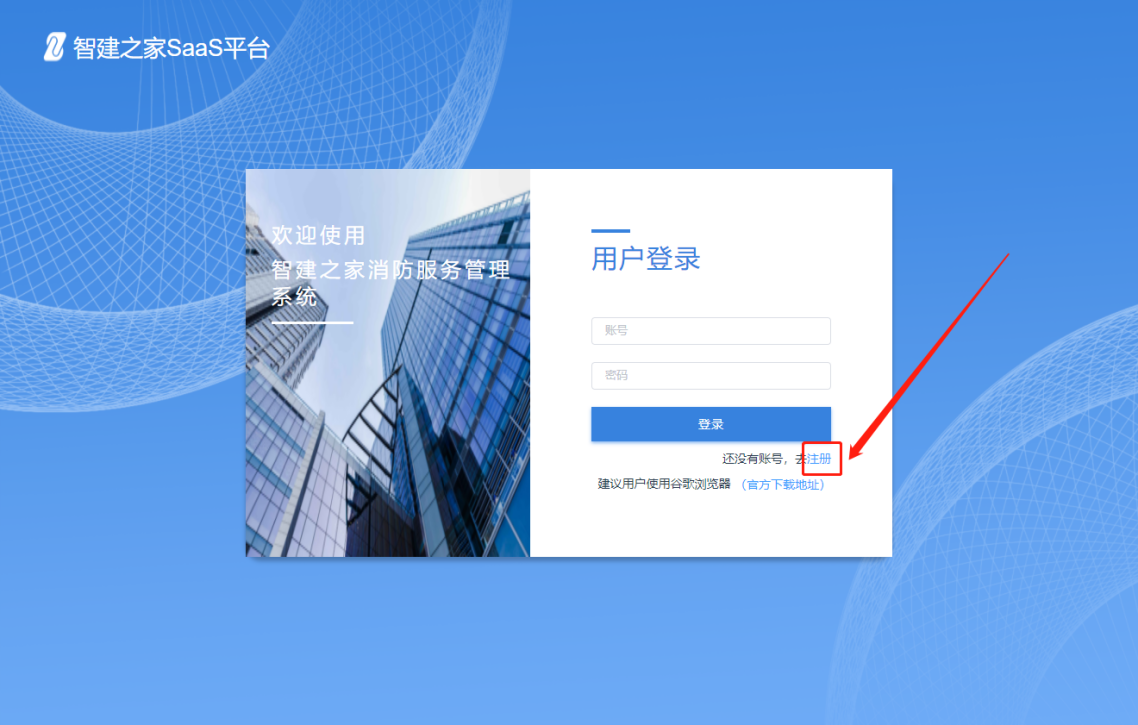 智建之家SaaS平台
欢迎使用
智建之家消防服务管理
系统
用户登录
账号
密码
登录
还没有账号，去注册
建议用户使用谷歌浏览器 （官方下载地址）